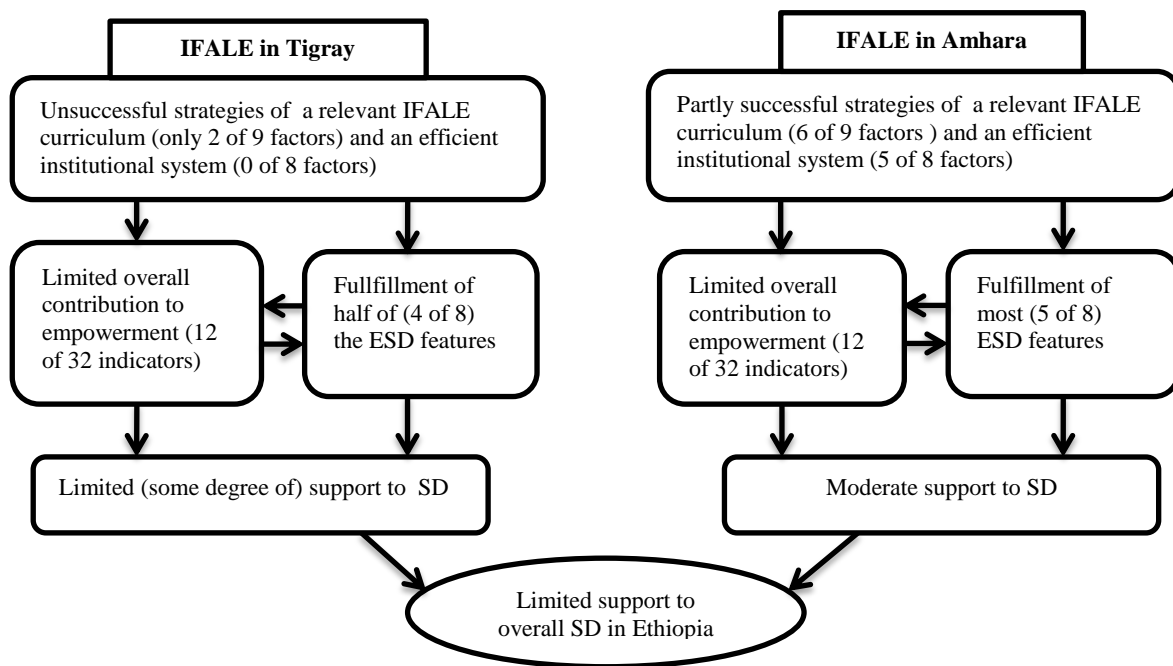 IFALE in Tigray
Unsuccessful strategies of a relevant IFALE
curriculum (only 2 of 9 factors) and an efficient
institutional system (0 of 8 factors)
Limited overall
contribution to
empowerment (12
of 32 indicators)
Fullfillment of
half of (4 of 8)
the ESD features
Limited (some degree of) support to SD
IFALE in Amhara
Partly successful strategies of a relevant IFALE
curriculum (6 of 9 factors ) and an efficient
institutional system (5 of 8 factors)
Limited overall
contribution to
empowerment (12
of 32 indicators)
Fulfillment of
most (5 of 8)
ESD features
Moderate support to SD
Limited support to
overall SD in Ethiopia